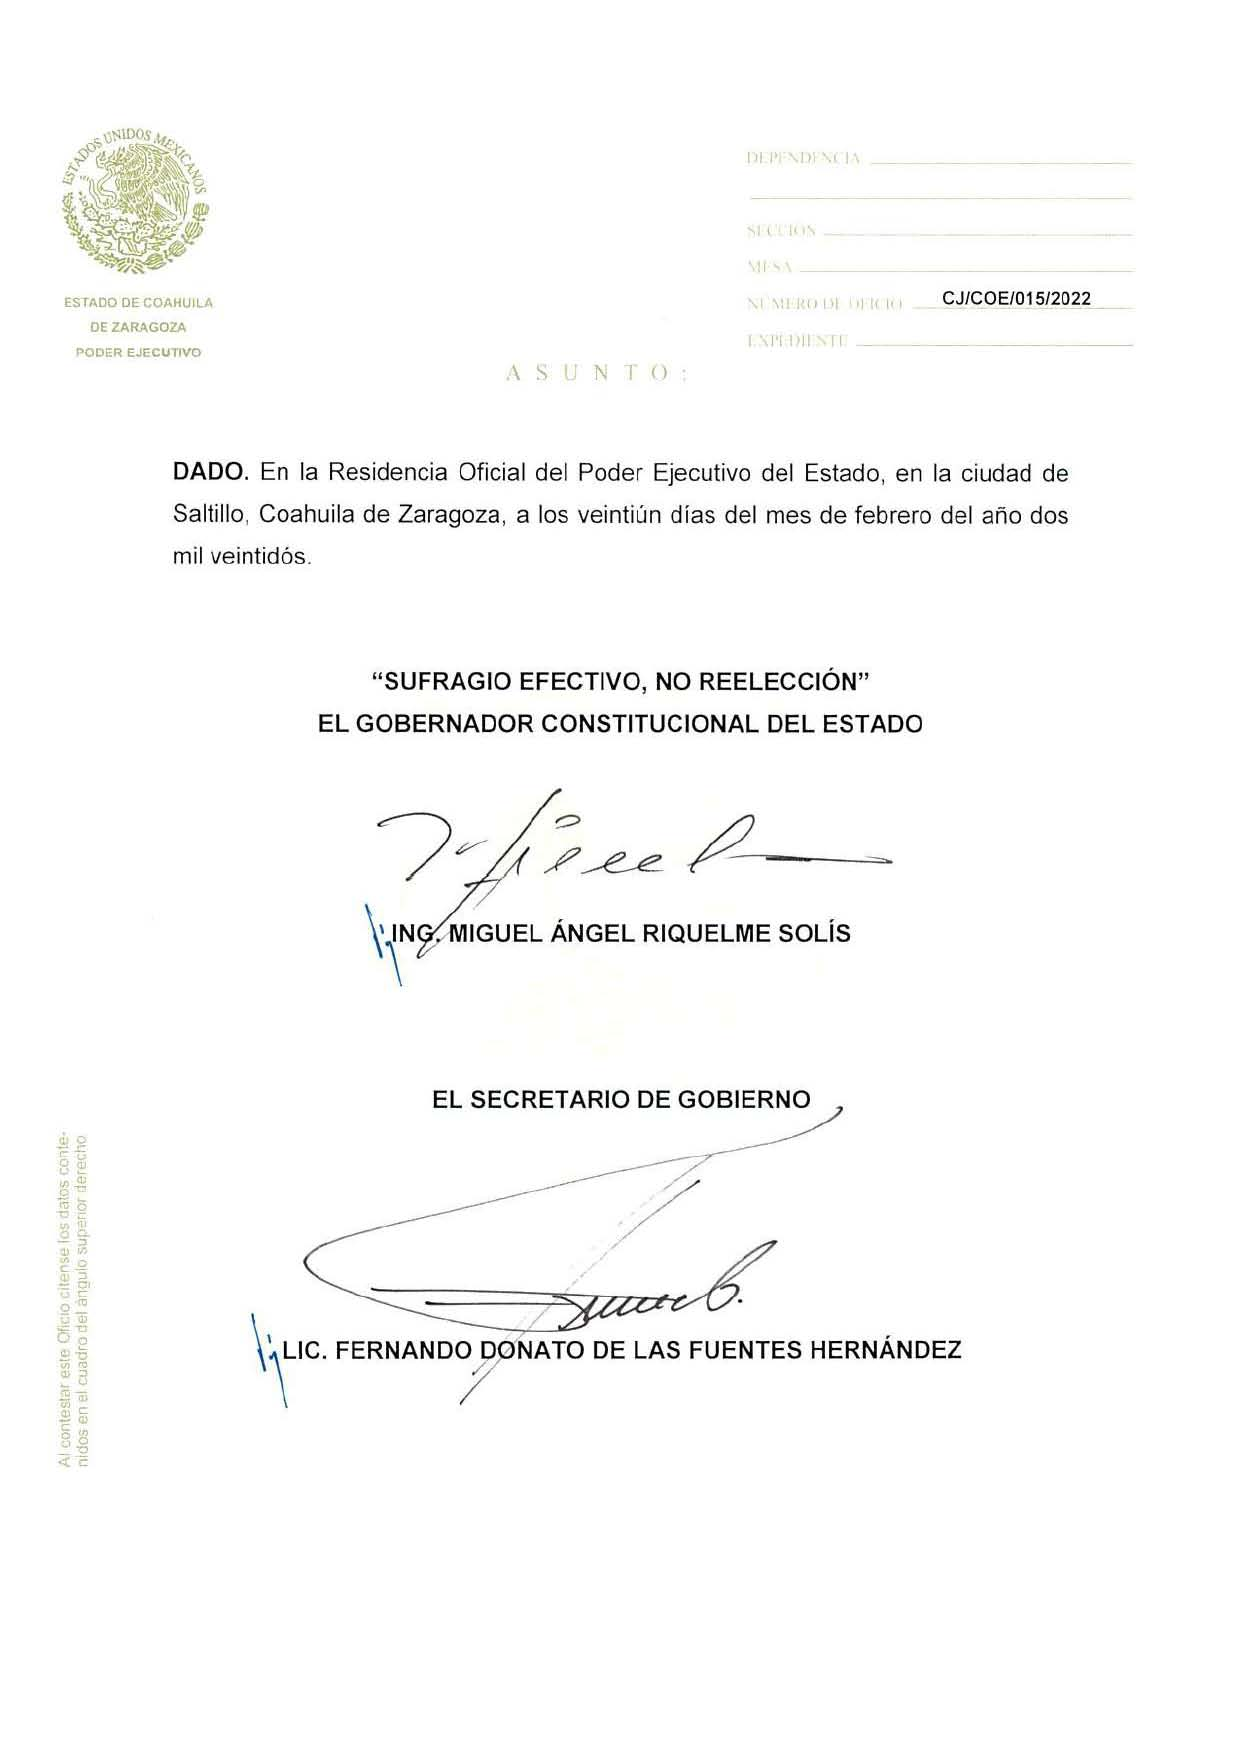 ESTADOS UNIDOS MEXICANOS
ESTADO DE COAHUILA
DE ZARAGOZA
PODER EJECUTIVO
DEPENDENCIA
SECCIÓN
MESA
NÚMERO DE OFICIO CJ/COE/015/2022
EXPEDIENTE
ASUNTO:
DADO. En la Residencia Oficial del Poder Ejecutivo del Estado, en la ciudad de
Saltillo, Coahuila de Zaragoza, a los veintiún días del mes de febrero del año dos
mil veintidós.
“SUFRAGIO EFECTIVO, NO REELECCIÓN”
EL GOBERNADOR CONSTITUCIONAL DEL ESTADO
ING. MIGUEL ÁNGEL RIQUELME SOLÍS
EL SECRETARIO DE GOBIERNO
LIC. FERNANDO DONATO DE LAS FUENTES HERNÁNDEZ
Al contestar este Oficio cítense los datos conte-
nidos en el cuadro del ángulo superior derecho